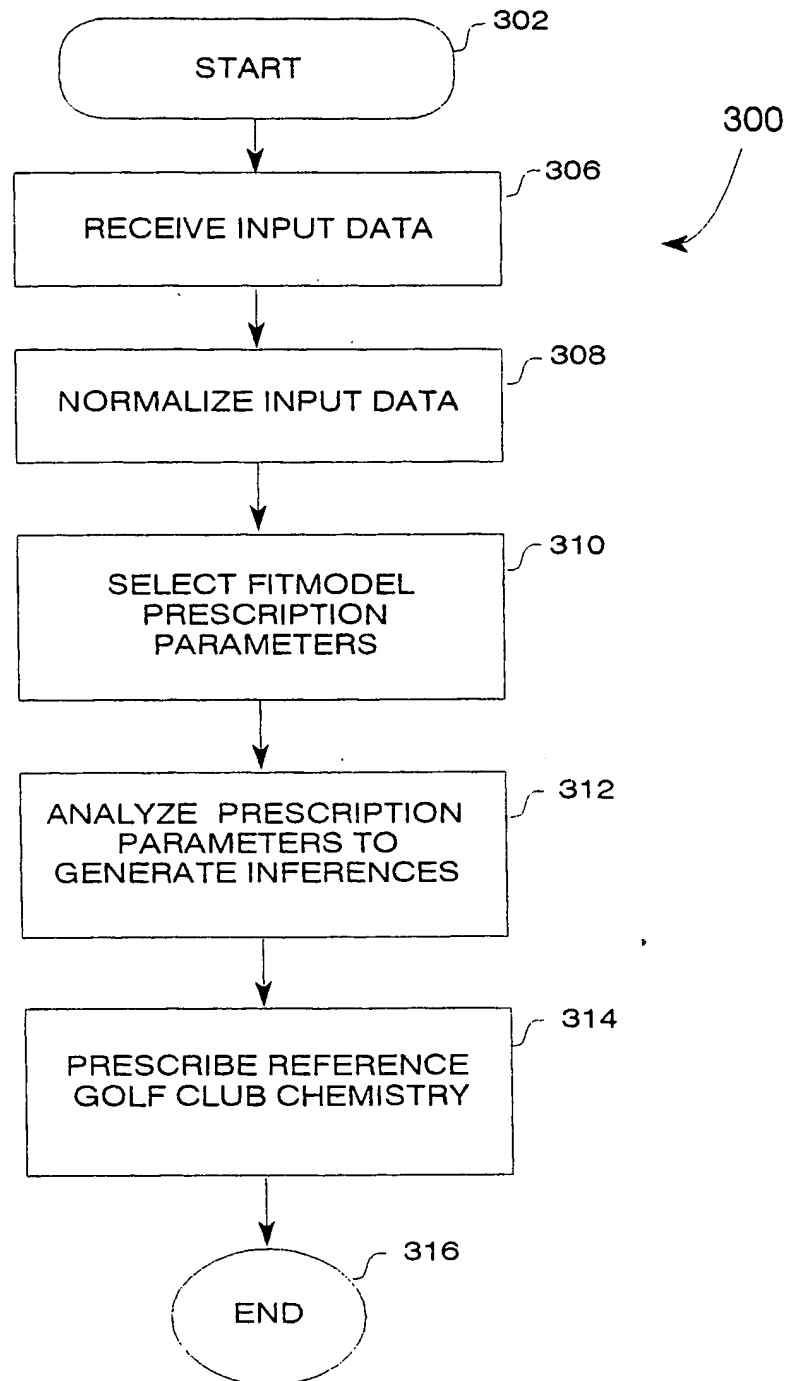 302
START
300
306
RECEIVE INPUT DATA
308
NORMALIZE INPUT DATA
310
SELECT FITMODEL
PRESCRIPTION
PARAMETERS
312
ANALYZE PRESCRIPTION
PARAMETERS TO
GENERATE INFERENCES
314
PRESCRIBE REFERENCE
GOLF CLUB CHEMISTRY
316
END